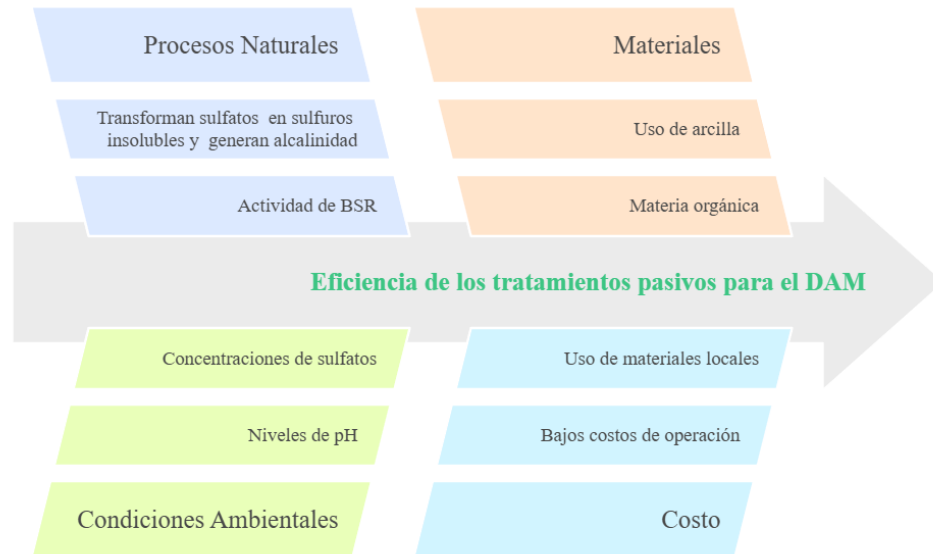 Procesos Naturales
Materiales
Transforman sulfatos en sulfuros
insolubles y generan alcalinidad
Uso de arcilla
Actividad de BSR
Materia orgánica
Eficiencia de los tratamientos pasivos para el DAM
Concentraciones de sulfatos
Uso de materiales locales
Niveles de pH
Bajos costos de operación
Condiciones Ambientales
Costo